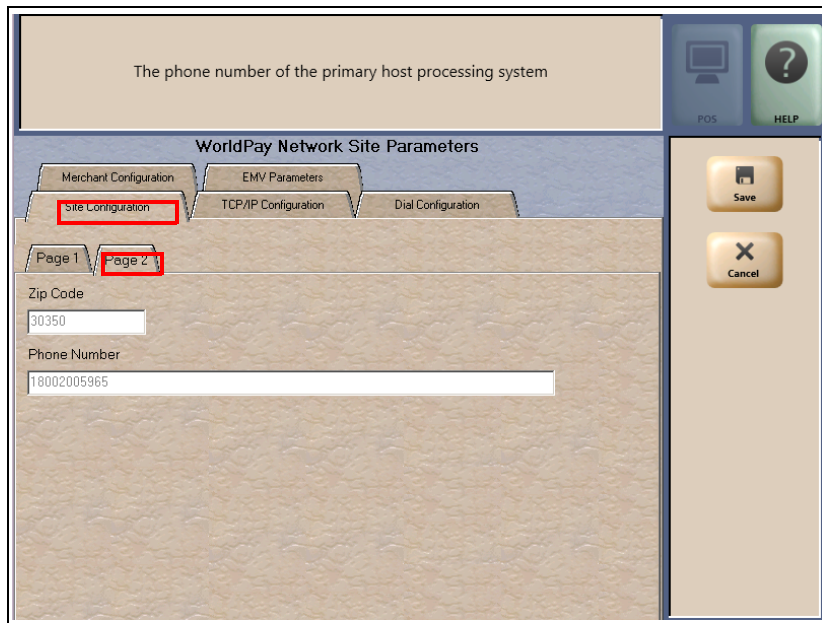 The phone number of the primary host processing system
POS
HELP
WorldPay Network Site Parameters
Merchant Configuration
EMV Parameters
Site Configuration
TCP/IP Configuration
Dial Configuration
Save
Page 1
Page 2
Cancel
Zip Code
30350
Phone Number
18002005965